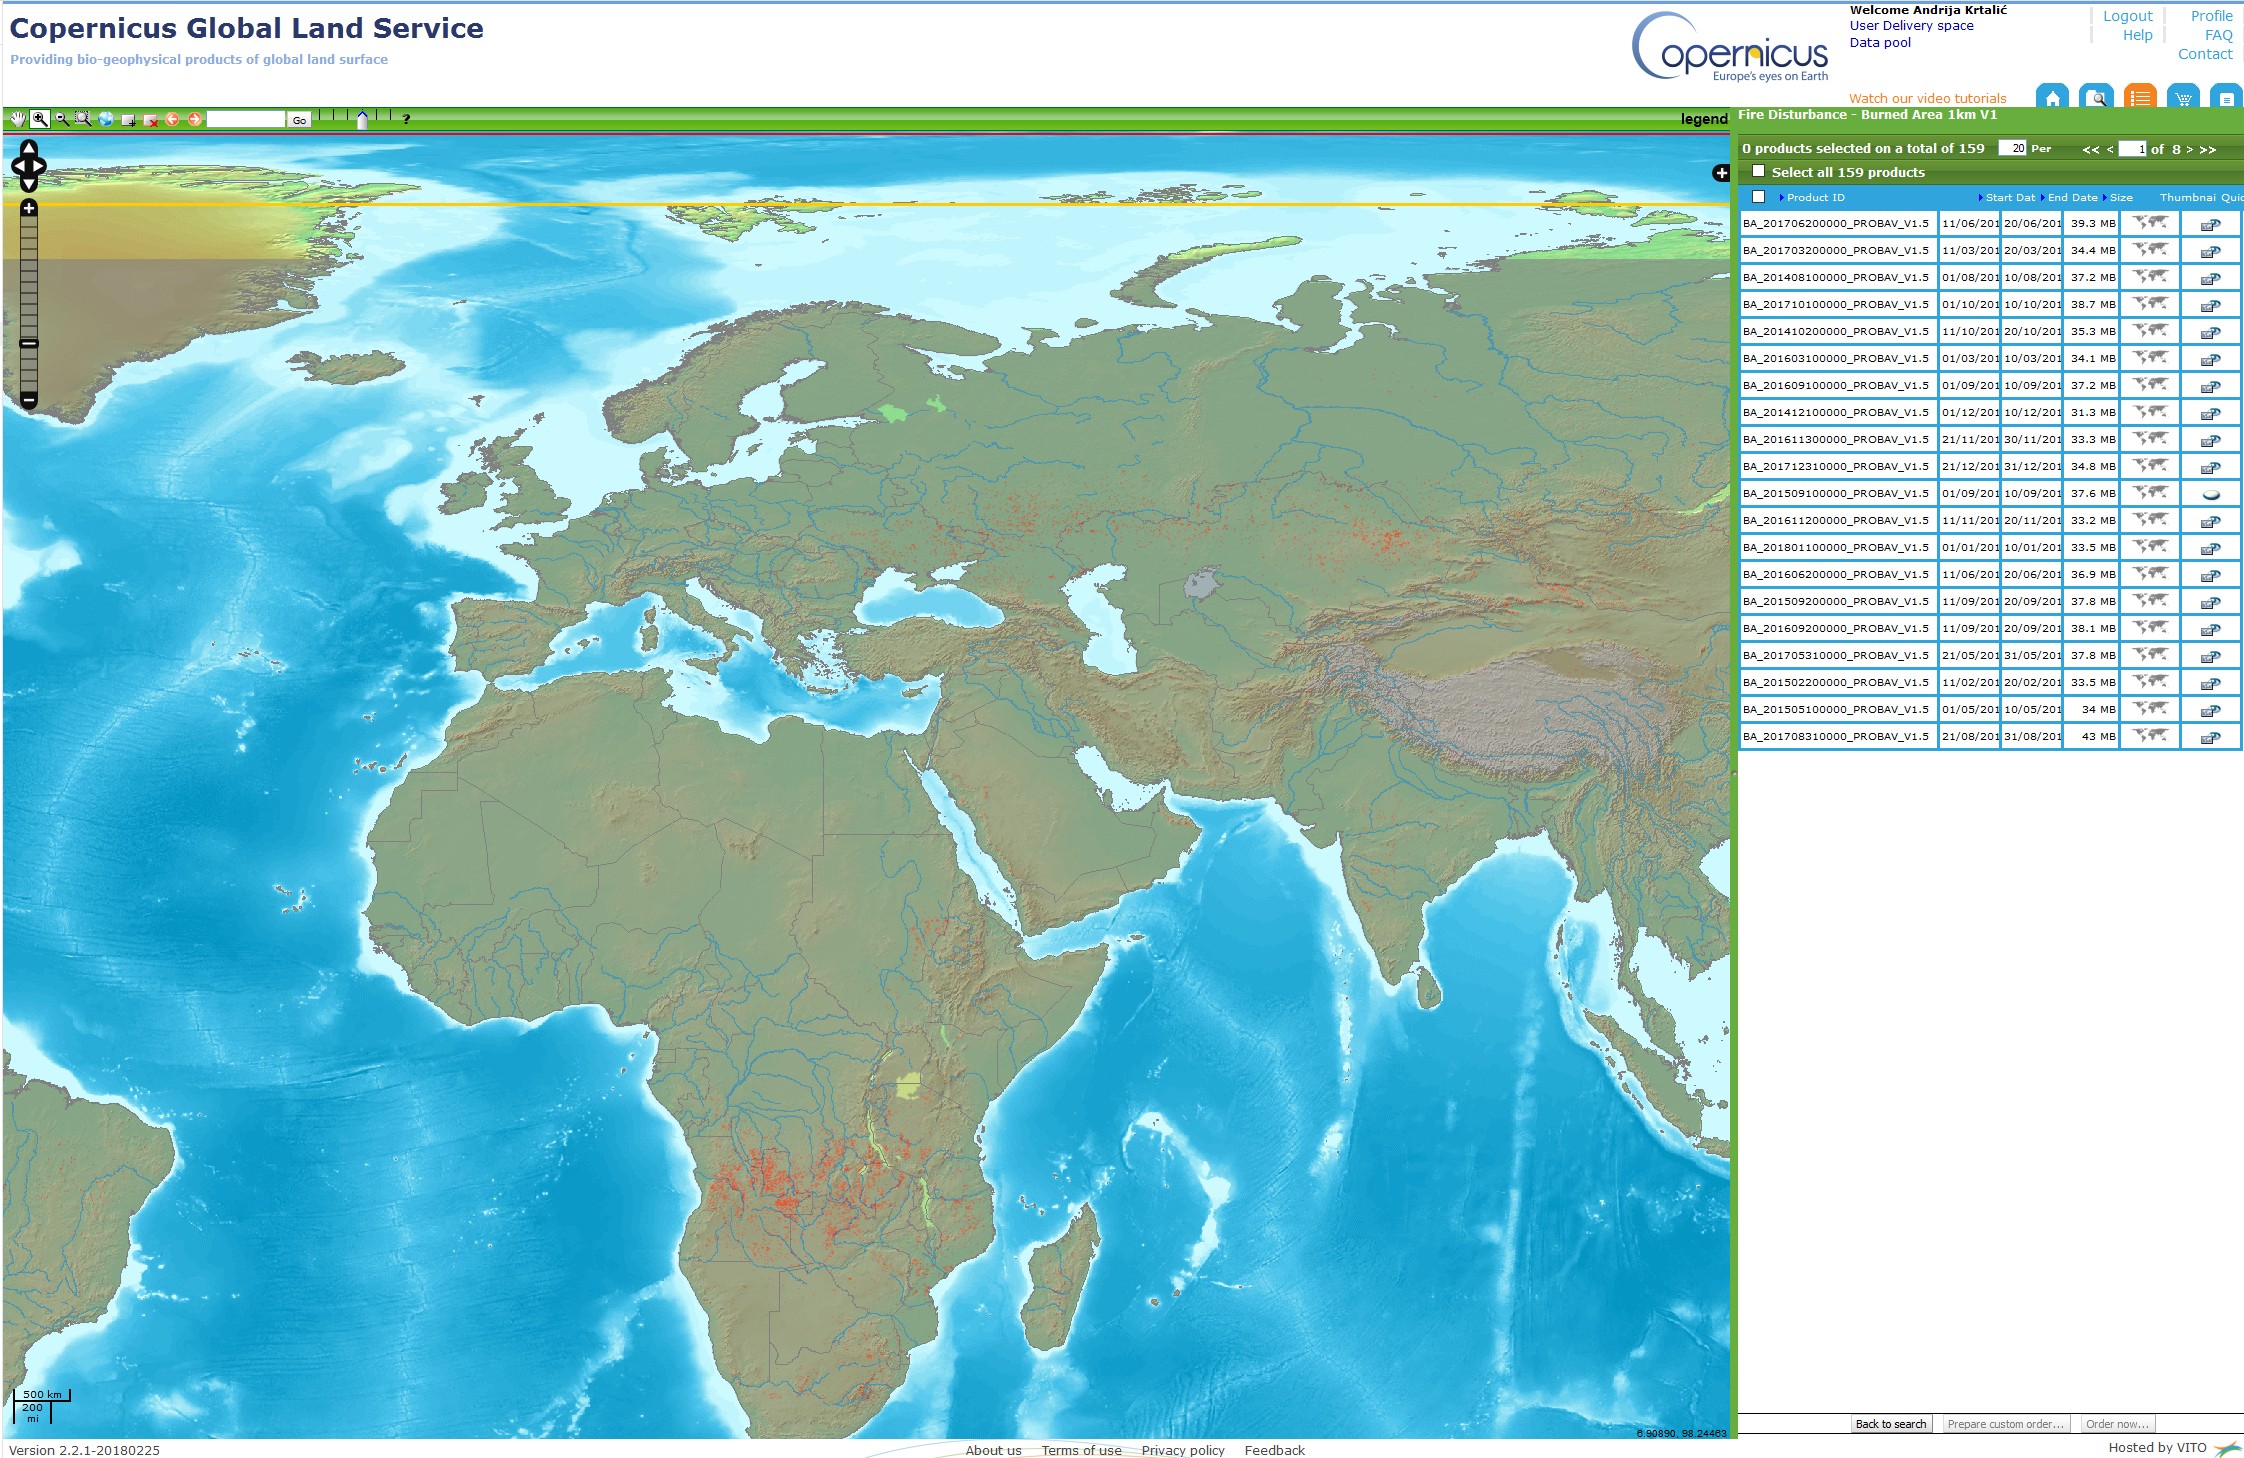 Copernicus Global Land Service
Providing bio-geophysical products of global land surface
opernicus
Europe's eyes on Earth
Welcome Andrija Krtalić
User Delivery space
Data pool
Logout
Profile
Help
FAQ
Contact
Watch our video tutorials
Go
?
legend
Fire Disturbance - Burned Area 1km V1
0 products selected on a total of 159 20 Per << < 1 of 8 > >>
Select all 159 products
Product ID Start Dat End Date Size Thumbnai Quic
BA_201706200000_PROBAV_V1.5 11/06/201 20/06/201 39.3 MB
BA_201703200000_PROBAV_V1.5 11/03/201 20/03/201 34.4 MB
BA_201408100000_PROBAV_V1.5 01/08/201 10/08/201 37.2 MB
BA_201710100000_PROBAV_V1.5 01/10/201 10/10/201 38.7 MB
BA_201410200000_PROBAV_V1.5 11/10/201 20/10/201 35.3 MB
BA_201603100000_PROBAV_V1.5 01/03/201 10/03/201 34.1 MB
BA_201609100000_PROBAV_V1.5 01/09/201 10/09/201 37.2 MB
BA_201412100000_PROBAV_V1.5 01/12/201 10/12/201 31.3 MB
BA_201611300000_PROBAV_V1.5 21/11/201 30/11/201 33.3 MB
BA_201712310000_PROBAV_V1.5 21/12/201 31/12/201 34.8 MB
BA_201509100000_PROBAV_V1.5 01/09/201 10/09/201 37.6 MB
BA_201611200000_PROBAV_V1.5 11/11/201 20/11/201 33.2 MB
BA_201801100000_PROBAV_V1.5 01/01/201 10/01/201 33.5 MB
BA_201606200000_PROBAV_V1.5 11/06/201 20/06/201 36.9 MB
BA_201509200000_PROBAV_V1.5 11/09/201 20/09/201 37.8 MB
BA_201609200000_PROBAV_V1.5 11/09/201 20/09/201 38.1 MB
BA_201705310000_PROBAV_V1.5 21/05/201 31/05/201 37.8 MB
BA_201502200000_PROBAV_V1.5 11/02/201 20/02/201 33.5 MB
BA_201505100000_PROBAV_V1.5 01/05/201 10/05/201 34 MB
BA_201708310000_PROBAV_V1.5 21/08/201 31/08/201 43 MB
500 km
200
mi
6.90890, 98.24463
Back to search Prepare custom order... Order now...
Version 2.2.1-20180225
About us Terms of use Privacy policy Feedback
Hosted by VITO